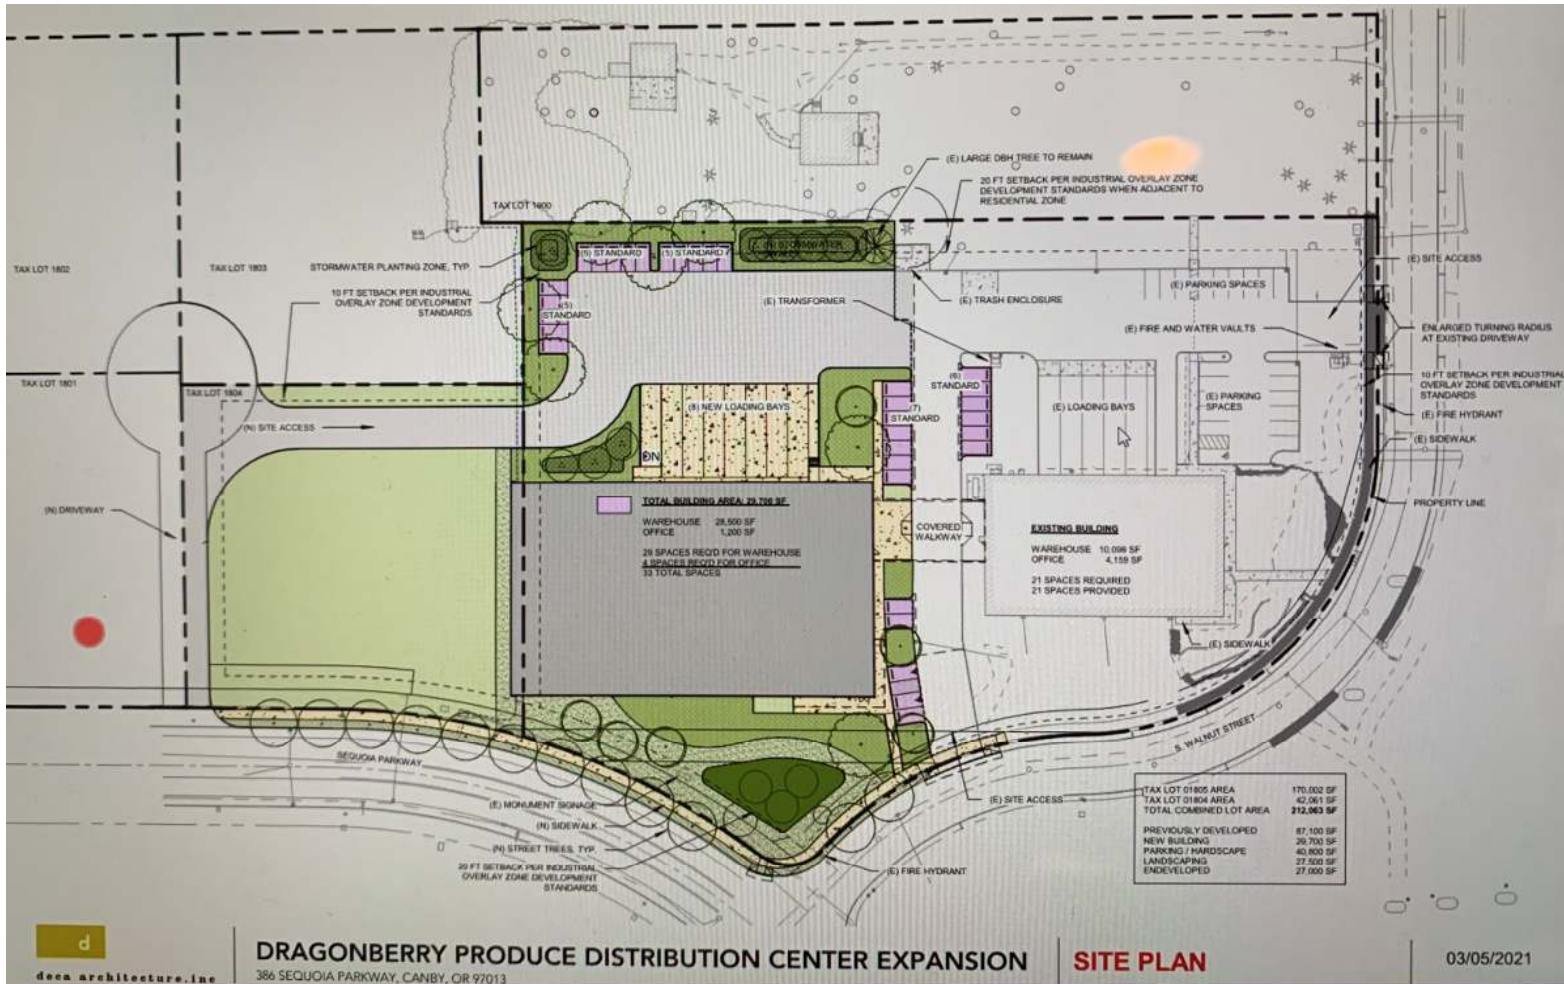 (E) LARGE DBH TREE TO REMAIN
20 FT SETBACK PER INDUSTRIAL OVERLAY ZONE
DEVELOPMENT STANDARDS WHEN ADJACENT TO
RESIDENTIAL ZONE
TAX LOT 1800
TAX LOT 1802
TAX LOT 1803
STORMWATER PLANTING ZONE, TYP.
(5) STANDARD
(5) STANDARD
(N) STORMWATER
10 FT SETBACK PER INDUSTRIAL
OVERLAY ZONE DEVELOPMENT
STANDARDS
(5)
STANDARD
(E) TRANSFORMER
(E) TRASH ENCLOSURE
(E) PARKING SPACES
(E) SITE ACCESS
(E) FIRE AND WATER VAULTS
ENLARGED TURNING RADIUS
AT EXISTING DRIVEWAY
TAX LOT 1801
TAX LOT 1804
(6)
STANDARD
10 FT SETBACK PER INDUSTRIAL
OVERLAY ZONE DEVELOPMENT
STANDARDS
(8) NEW LOADING BAYS
(7)
STANDARD
(E) LOADING BAYS
(E) PARKING
SPACES
(E) FIRE HYDRANT
(N) SITE ACCESS
(E) SIDEWALK
DN
(N) DRIVEWAY
PROPERTY LINE
TOTAL BUILDING AREA: 29,700 SF
WAREHOUSE 28,500 SF
OFFICE 1,200 SF
29 SPACES REQ'D FOR WAREHOUSE
4 SPACES REQ'D FOR OFFICE
33 TOTAL SPACES
COVERED
WALKWAY
EXISTING BUILDING
WAREHOUSE 10,098 SF
OFFICE 4,159 SF
21 SPACES REQUIRED
21 SPACES PROVIDED
(E) SIDEWALK
SEQUOIA PARKWAY
S. WALNUT STREET
(E) MONUMENT SIGNAGE
(N) SIDEWALK
(N) STREET TREES, TYP.
20 FT SETBACK PER INDUSTRIAL
OVERLAY ZONE DEVELOPMENT
STANDARDS
(E) SITE ACCESS
(E) FIRE HYDRANT
TAX LOT 01805 AREA 170,002 SF
TAX LOT 01804 AREA 42,061 SF
TOTAL COMBINED LOT AREA 212,063 SF
PREVIOUSLY DEVELOPED 87,100 SF
NEW BUILDING 29,700 SF
PARKING / HARDSCAPE 40,800 SF
LANDSCAPING 27,500 SF
ENDEVELOPED 27,000 SF
d
deca architecture.inc
DRAGONBERRY PRODUCE DISTRIBUTION CENTER EXPANSION
386 SEQUOIA PARKWAY, CANBY, OR 97013
SITE PLAN
03/05/2021